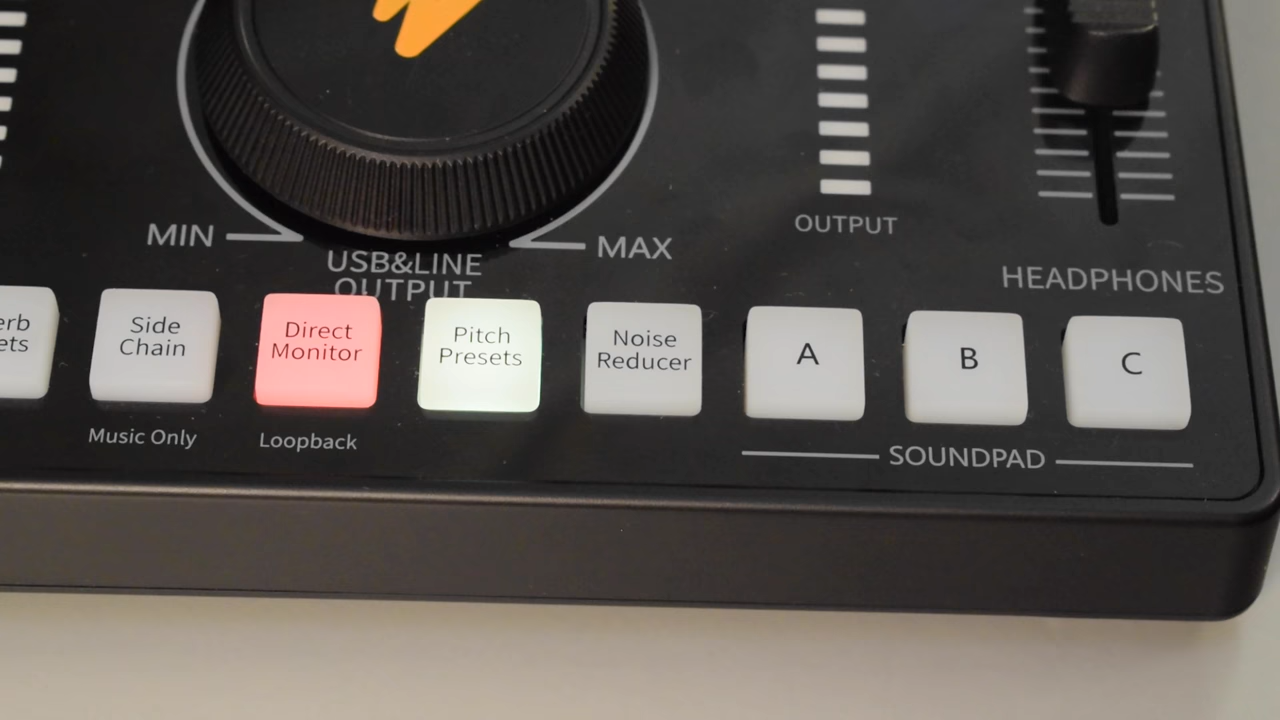 MIN
MAX
USB&LINE
OUTPUT
OUTPUT
HEADPHONES
Side
Chain
Direct
Monitor
Pitch
Presets
Noise
Reducer
A
B
C
Music Only
Loopback
SOUNDPAD